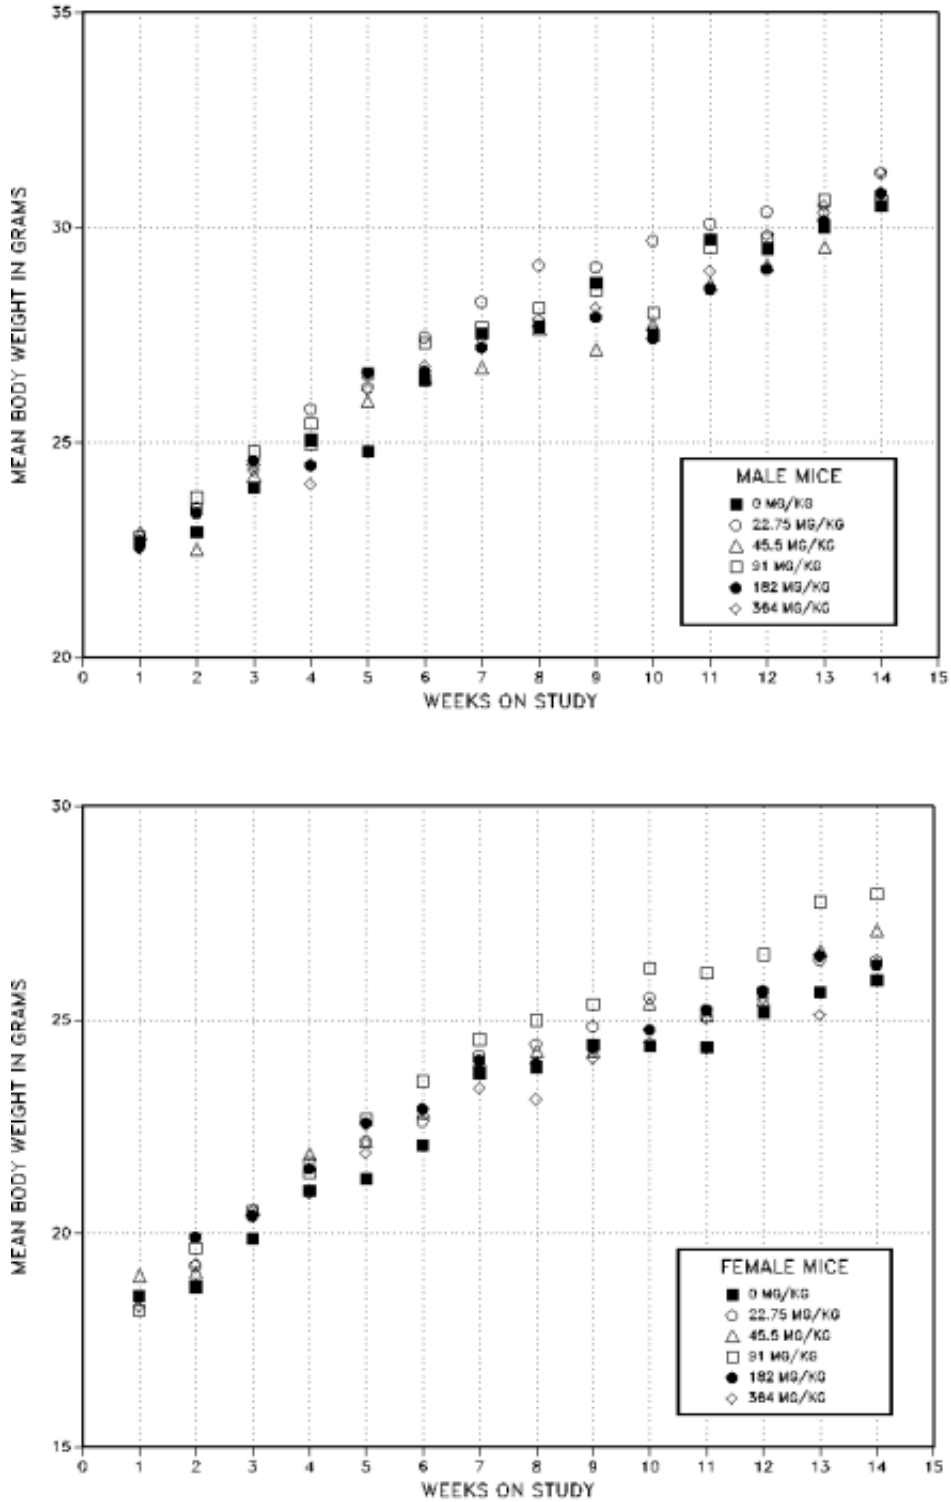 35
30
25
20
MEAN BODY WEIGHT IN GRAMS
MALE MICE
0 MG/KG
22.75 MG/KG
45.5 MG/KG
91 MG/KG
182 MG/KG
364 MG/KG
0 1 2 3 4 5 6 7 8 9 10 11 12 13 14 15
WEEKS ON STUDY
30
25
20
15
MEAN BODY WEIGHT IN GRAMS
FEMALE MICE
0 MG/KG
22.75 MG/KG
45.5 MG/KG
91 MG/KG
182 MG/KG
364 MG/KG
0 1 2 3 4 5 6 7 8 9 10 11 12 13 14 15
WEEKS ON STUDY